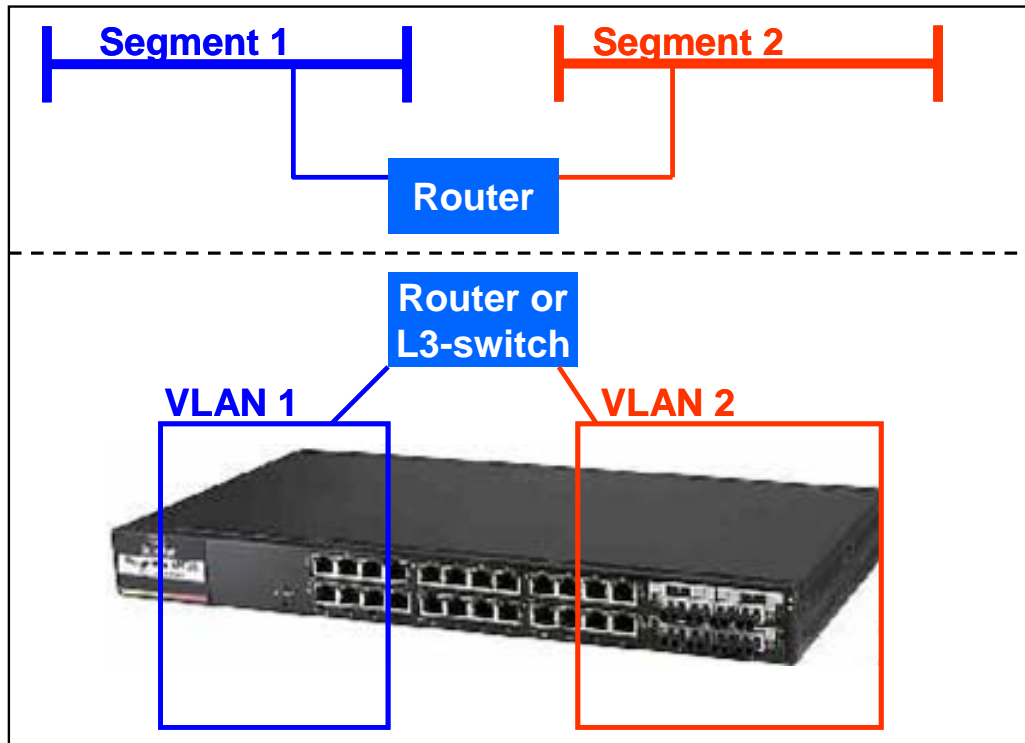 Segment 1
Segment 2
Router
Router or
L3-switch
VLAN 1
VLAN 2